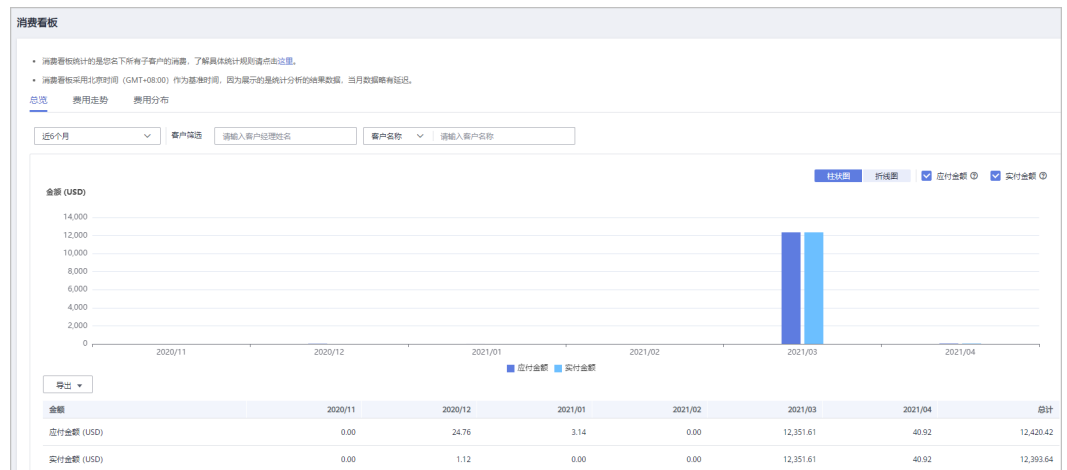 消费看板
• 消费看板统计的是您名下所有子客户的消费，了解具体统计规则请点击这里。
• 消费看板采用北京时间（GMT+08:00）作为基准时间，因为展示的是统计分析的结果数据，当月数据略有延迟。
总览 费用走势 费用分布
近6个月 客户筛选 请输入客户经理姓名 客户名称 请输入客户名称
柱状图 折线图 应付金额 实付金额
金额 (USD)
14,000
12,000
10,000
8,000
6,000
4,000
2,000
0
2020/11 2020/12 2021/01 2021/02 2021/03 2021/04
应付金额 实付金额
导出
金额 2020/11 2020/12 2021/01 2021/02 2021/03 2021/04 总计
应付金额 (USD) 0.00 24.76 3.14 0.00 12,351.61 40.92 12,420.42
实付金额 (USD) 0.00 1.12 0.00 0.00 12,351.61 40.92 12,393.64